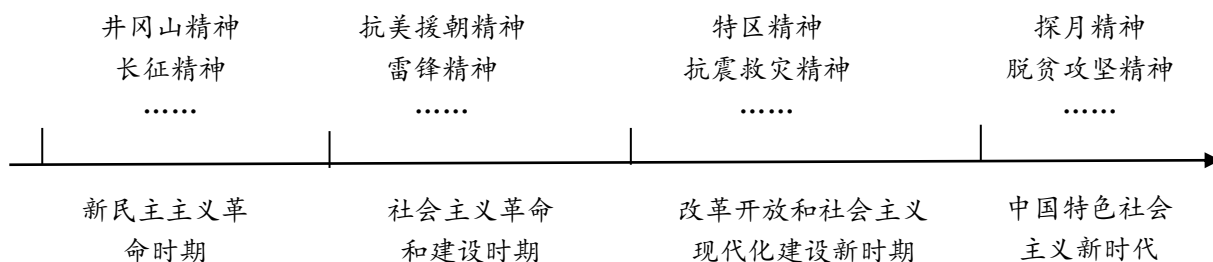 井冈山精神
长征精神
……
抗美援朝精神
雷锋精神
……
特区精神
抗震救灾精神
……
探月精神
脱贫攻坚精神
……
新民主主义革
命时期
社会主义革命
和建设时期
改革开放和社会主义
现代化建设新时期
中国特色社会
主义新时代